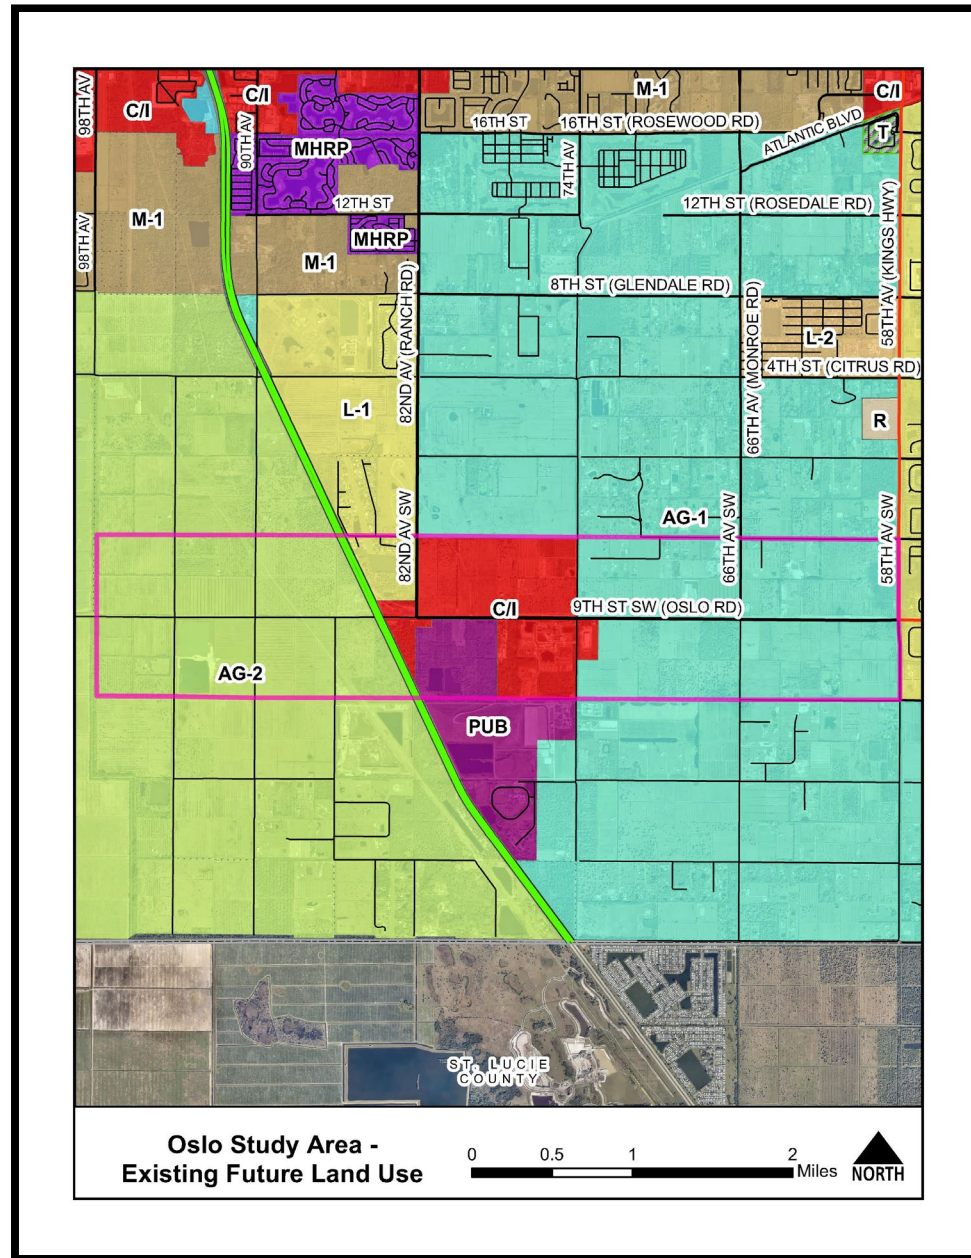 98TH AV
C/I
C/I
90TH AV
M-1
C/I
16TH ST
16TH ST (ROSEWOOD RD)
ATLANTIC BLVD
T
MHRP
74TH AV
12TH ST
12TH ST (ROSEDALE RD)
M-1
98TH AV
MHRP
M-1
82ND AV (RANCH RD)
8TH ST (GLENDALE RD)
66TH AV (MONROE RD)
58TH AV (KINGS HWY)
L-2
4TH ST (CITRUS RD)
L-1
R
82ND AV SW
AG-1
66TH AV SW
58TH AV SW
C/I
9TH ST SW (OSLO RD)
AG-2
PUB
ST. LUCIE
COUNTY
Oslo Study Area -
Existing Future Land Use
0 0.5 1 2
Miles
NORTH